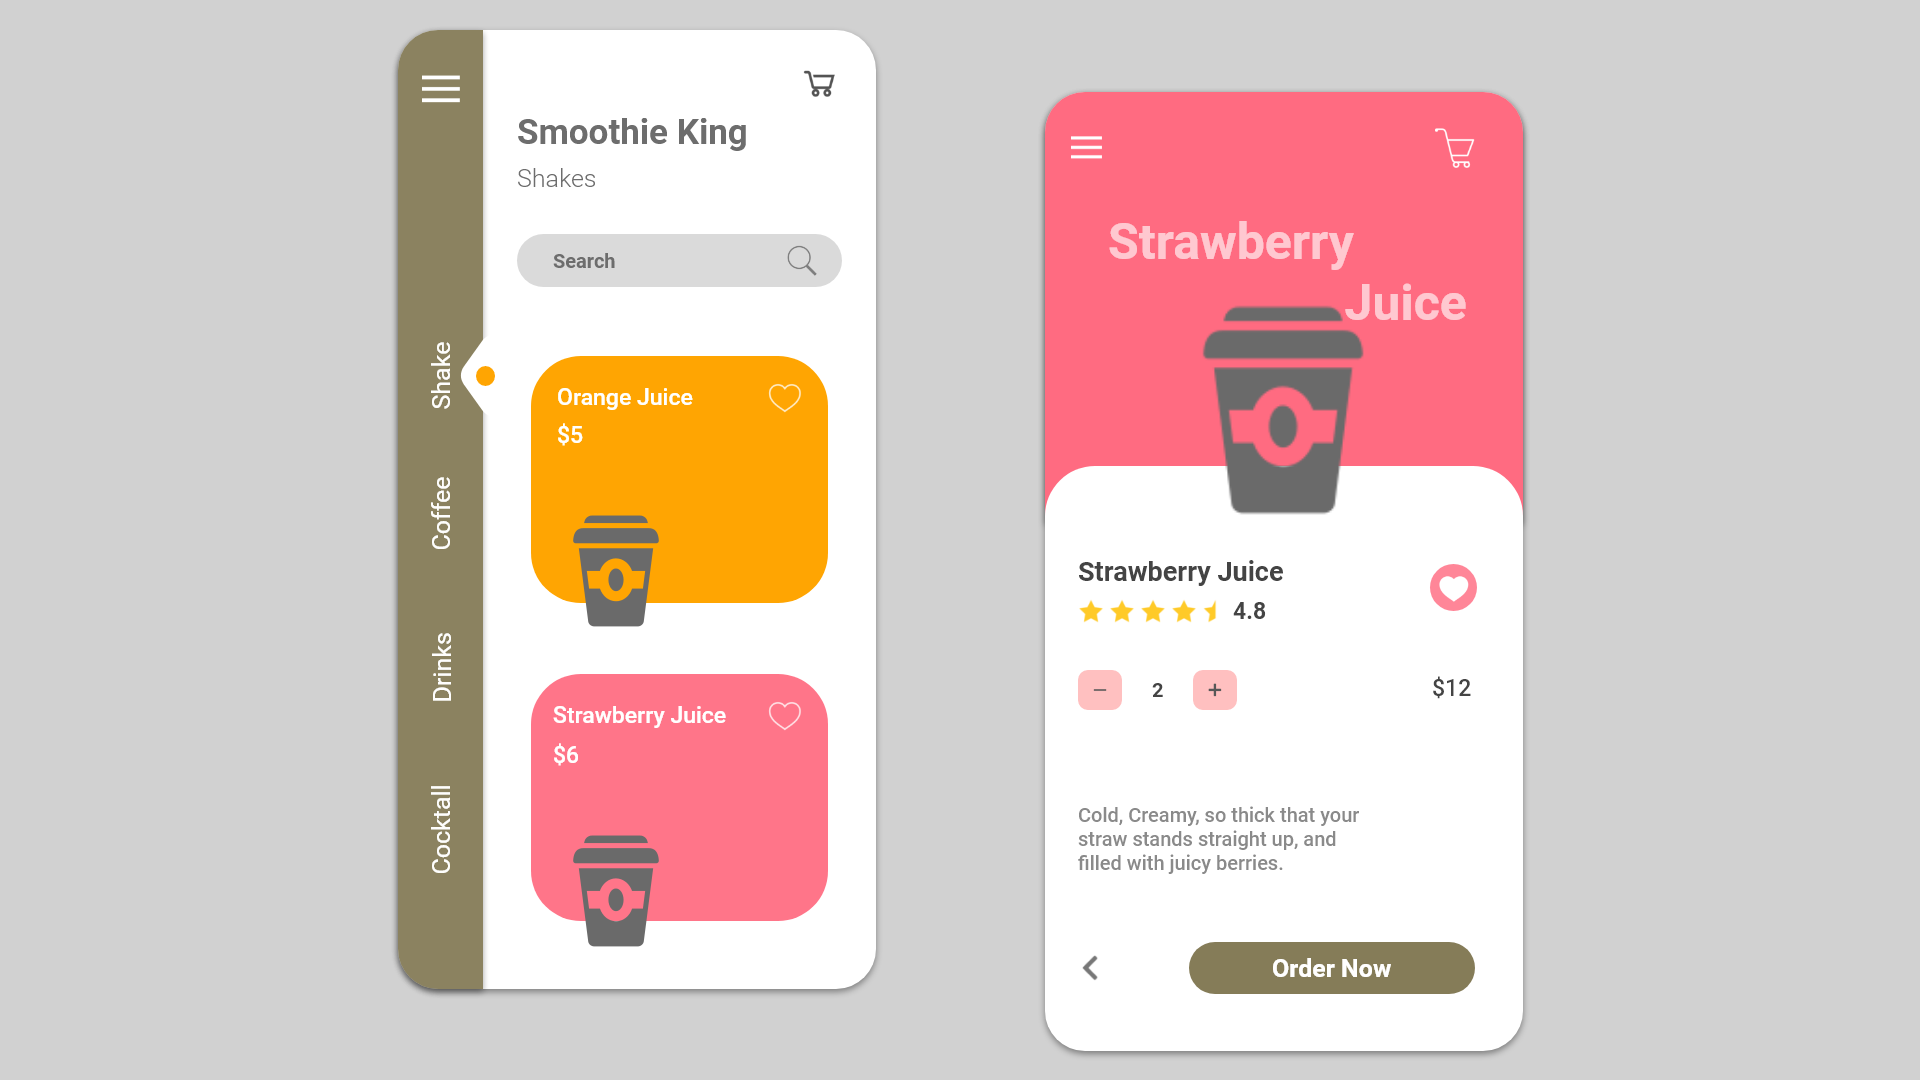 Smoothie King
Shakes
Search
Shake
Coffee
Drinks
Cocktall
Orange Juice
$5
Strawberry Juice
$6
Strawberry
Juice
Strawberry Juice
4.8
− 2 +
$12
Cold, Creamy, so thick that your
straw stands straight up, and
filled with juicy berries.
Order Now